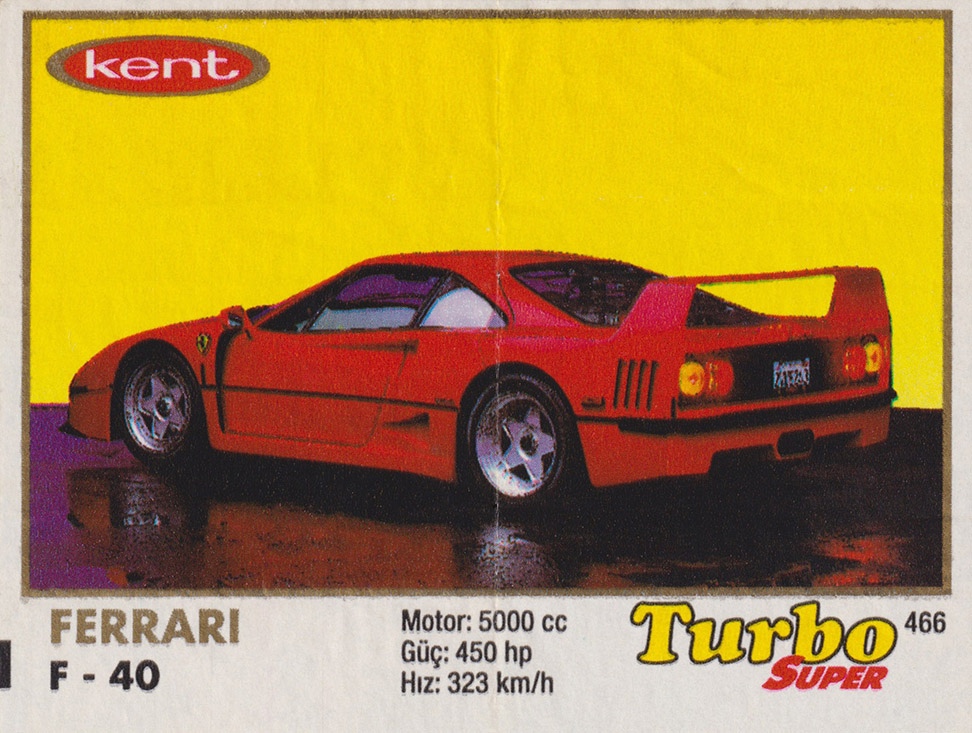 kent
FERRARI
F - 40
Motor: 5000 cc
Güç: 450 hp
Hız: 323 km/h
Turbo 466
SUPER